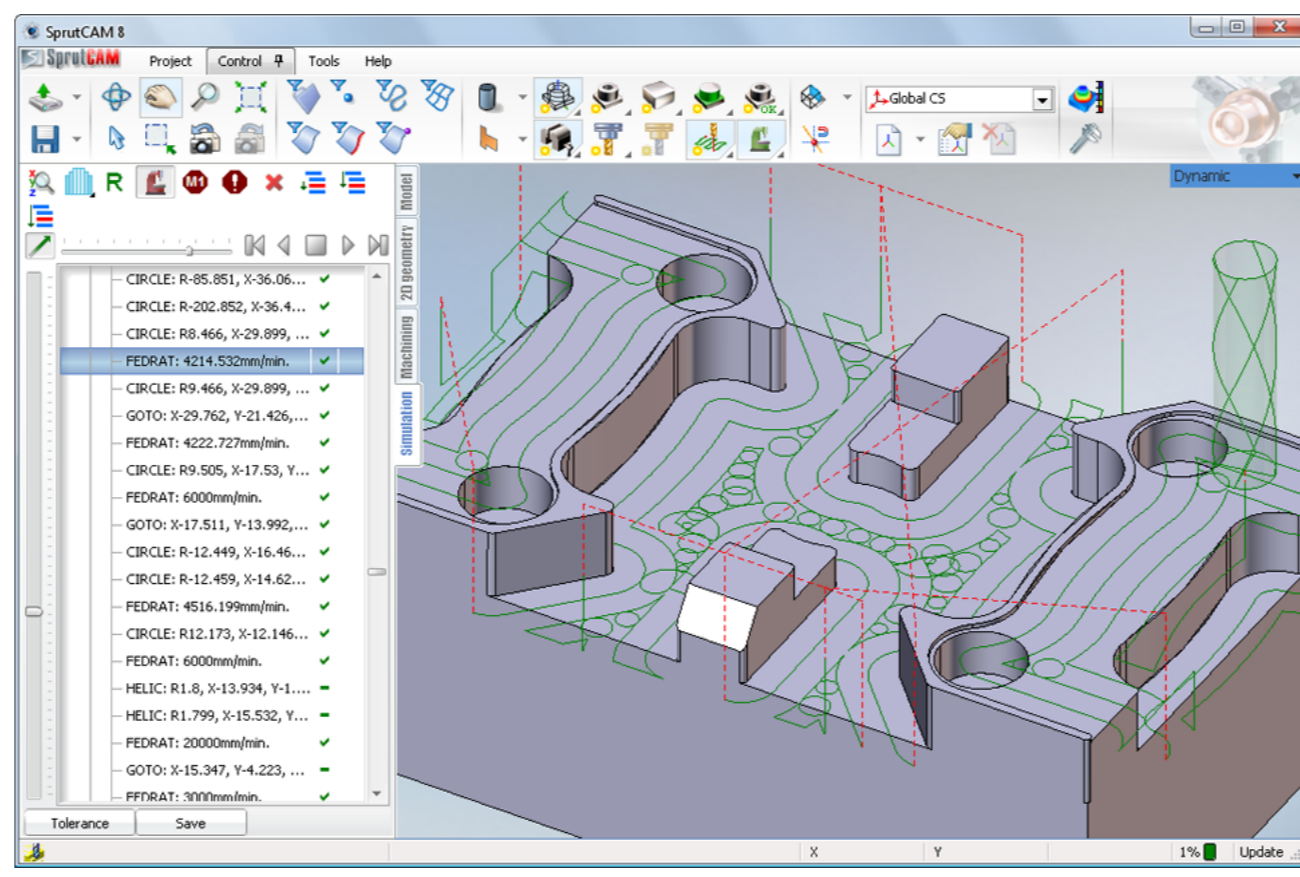 SprutCAM 8
SprutCAM
Project Control Tools Help
Global CS
OK
Dynamic
X
Y
Z
R
M1
Model
2D geometry
Machining
Simulation
CIRCLE: R-85.851, X-36.06...
CIRCLE: R-202.852, X-36.4...
CIRCLE: R8.466, X-29.899, ...
FEDRAT: 4214.532mm/min.
CIRCLE: R9.466, X-29.899, ...
GOTO: X-29.762, Y-21.426,...
FEDRAT: 4222.727mm/min.
CIRCLE: R9.505, X-17.53, Y...
FEDRAT: 6000mm/min.
GOTO: X-17.511, Y-13.992,...
CIRCLE: R-12.449, X-16.46...
CIRCLE: R-12.459, X-14.62...
FEDRAT: 4516.199mm/min.
CIRCLE: R12.173, X-12.146...
FEDRAT: 6000mm/min.
HELIC: R1.8, X-13.934, Y-1....
HELIC: R1.799, X-15.532, Y...
FEDRAT: 20000mm/min.
GOTO: X-15.347, Y-4.223, ...
FEDRAT: 3000mm/min.
Tolerance Save
X Y 1% Update